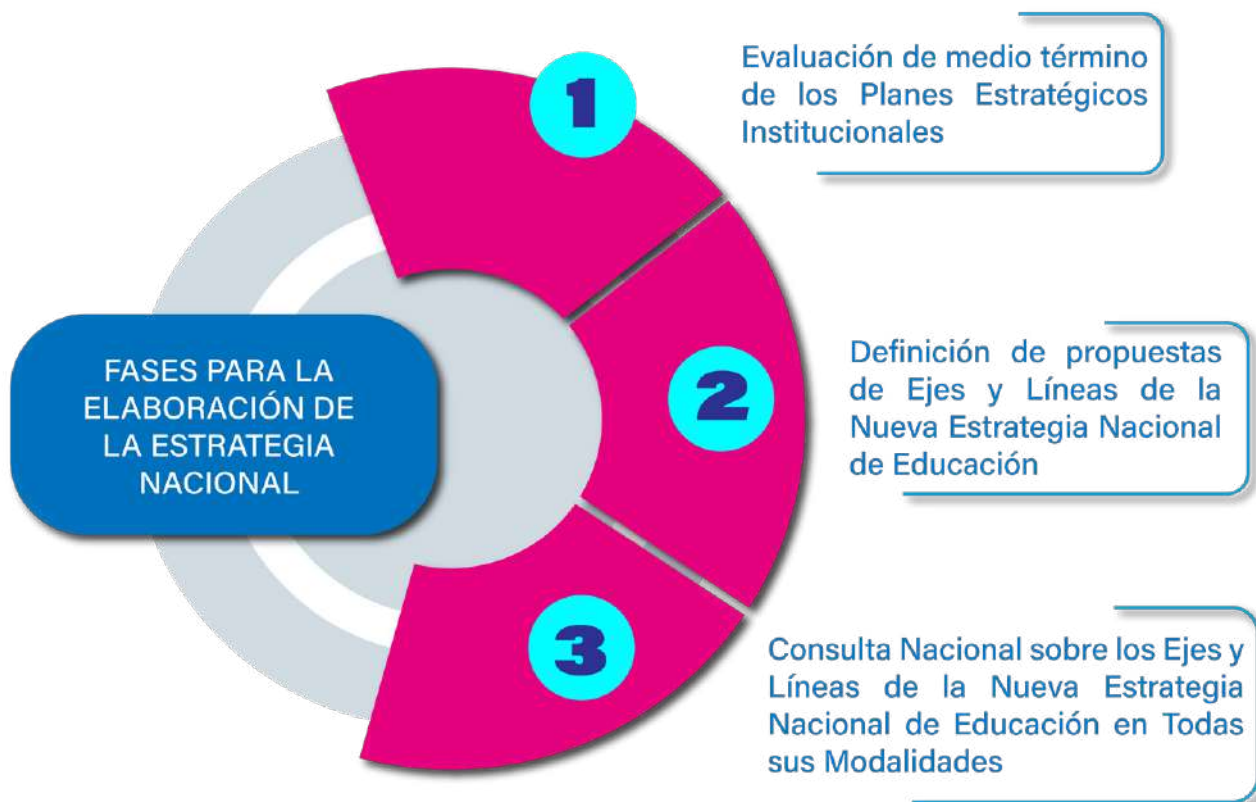 FASES PARA LA
ELABORACIÓN DE
LA ESTRATEGIA
NACIONAL
1
Evaluación de medio término
de los Planes Estratégicos
Institucionales
2
Definición de propuestas
de Ejes y Líneas de la
Nueva Estrategia Nacional
de Educación
3
Consulta Nacional sobre los Ejes y
Líneas de la Nueva Estrategia
Nacional de Educación en Todas
sus Modalidades